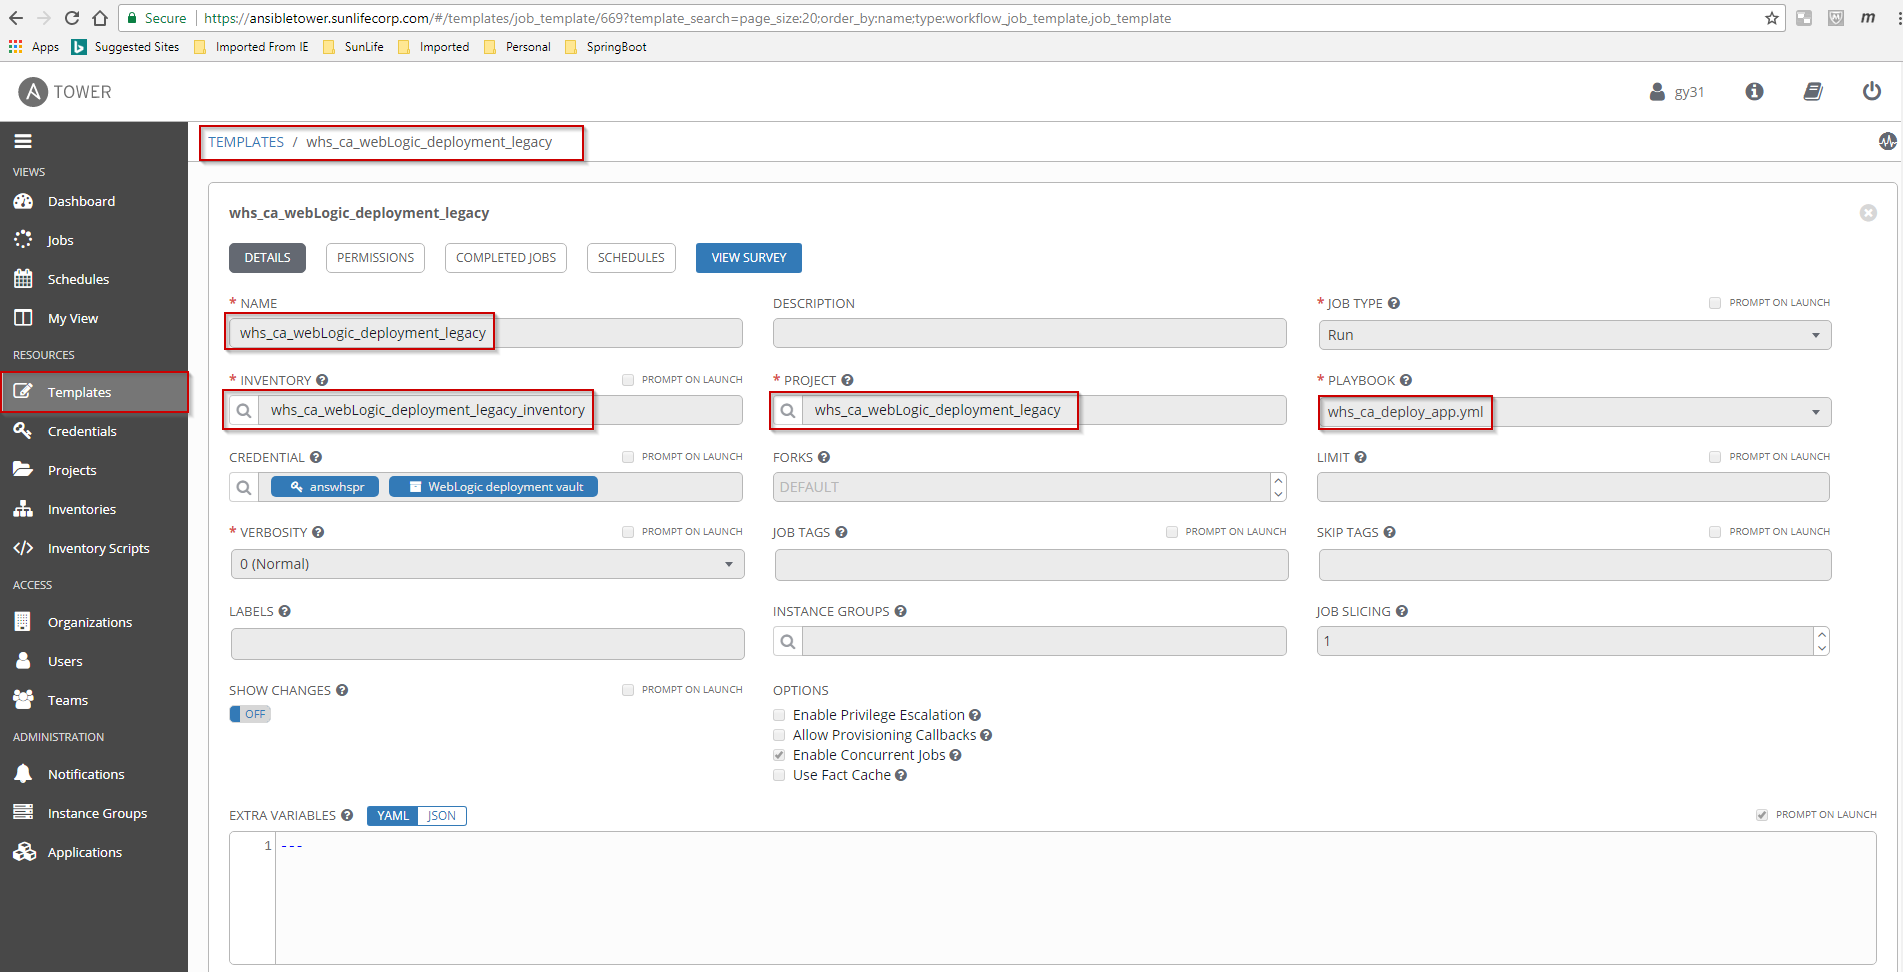 Secure https://ansibletower.sunlifecorp.com/#/templates/job_template/669?template_search=page_size:20;order_by:name;type:workflow_job_template,job_template
Apps Suggested Sites Imported From IE SunLife Imported Personal SpringBoot
TOWER gy31
TEMPLATES / whs_ca_webLogic_deployment_legacy
VIEWS
Dashboard
Jobs
Schedules
My View
RESOURCES
Templates
Credentials
Projects
Inventories
Inventory Scripts
ACCESS
Organizations
Users
Teams
ADMINISTRATION
Notifications
Instance Groups
Applications
whs_ca_webLogic_deployment_legacy
DETAILS PERMISSIONS COMPLETED JOBS SCHEDULES VIEW SURVEY
* NAME DESCRIPTION * JOB TYPE PROMPT ON LAUNCH
whs_ca_webLogic_deployment_legacy Run
* INVENTORY PROMPT ON LAUNCH * PROJECT * PLAYBOOK
whs_ca_webLogic_deployment_legacy_inventory whs_ca_webLogic_deployment_legacy whs_ca_deploy_app.yml
CREDENTIAL PROMPT ON LAUNCH FORKS LIMIT PROMPT ON LAUNCH
answhspr WebLogic deployment vault DEFAULT
* VERBOSITY PROMPT ON LAUNCH JOB TAGS PROMPT ON LAUNCH SKIP TAGS PROMPT ON LAUNCH
0 (Normal)
LABELS INSTANCE GROUPS JOB SLICING
1
SHOW CHANGES PROMPT ON LAUNCH OPTIONS
OFF
Enable Privilege Escalation
Allow Provisioning Callbacks
Enable Concurrent Jobs
Use Fact Cache
EXTRA VARIABLES YAML JSON PROMPT ON LAUNCH
1 ---